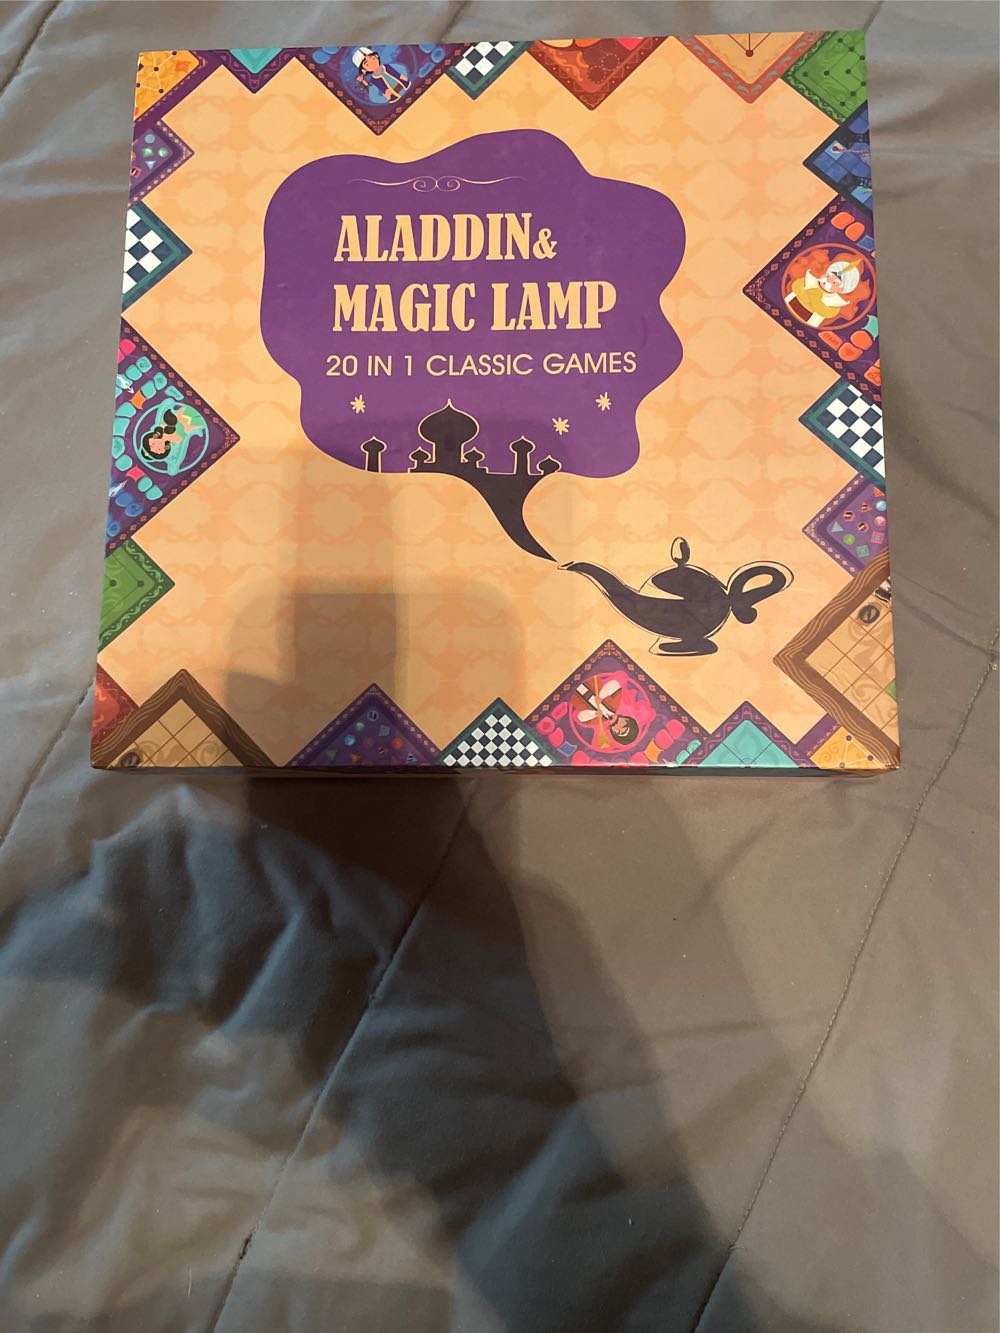 ALADDIN&
MAGIC LAMP
20 IN 1 CLASSIC GAMES